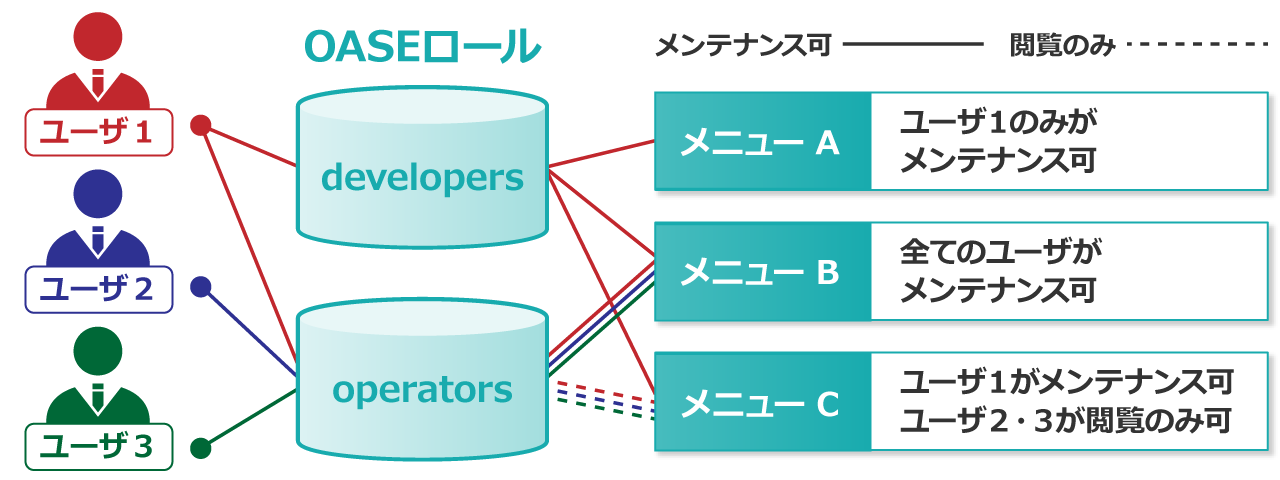 OASEロール
メンテナンス可
閲覧のみ
ユーザ1
ユーザ2
ユーザ3
developers
operators
メニュー A
ユーザ1のみが
メンテナンス可
メニュー B
全てのユーザが
メンテナンス可
メニュー C
ユーザ1がメンテナンス可
ユーザ2・3が閲覧のみ可